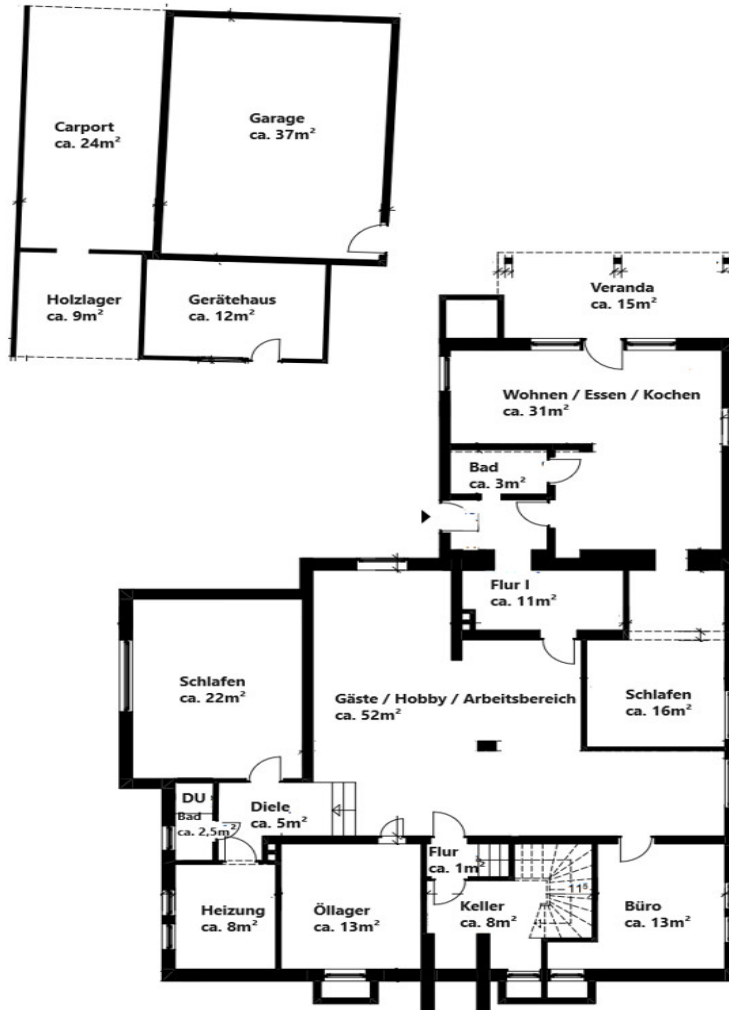 Carport
ca. 24m²
Garage
ca. 37m²
Holzlager
ca. 9m²
Gerätehaus
ca. 12m²
Veranda
ca. 15m²
Wohnen / Essen / Kochen
ca. 31m²
Bad
ca. 3m²
Flur I
ca. 11m²
Schlafen
ca. 22m²
Gäste / Hobby / Arbeitsbereich
ca. 52m²
Schlafen
ca. 16m²
DU
Bad
ca. 2,5m²
Diele
ca. 5m²
Flur
ca. 1m²
Heizung
ca. 8m²
Öllager
ca. 13m²
Keller
ca. 8m²
Büro
ca. 13m²